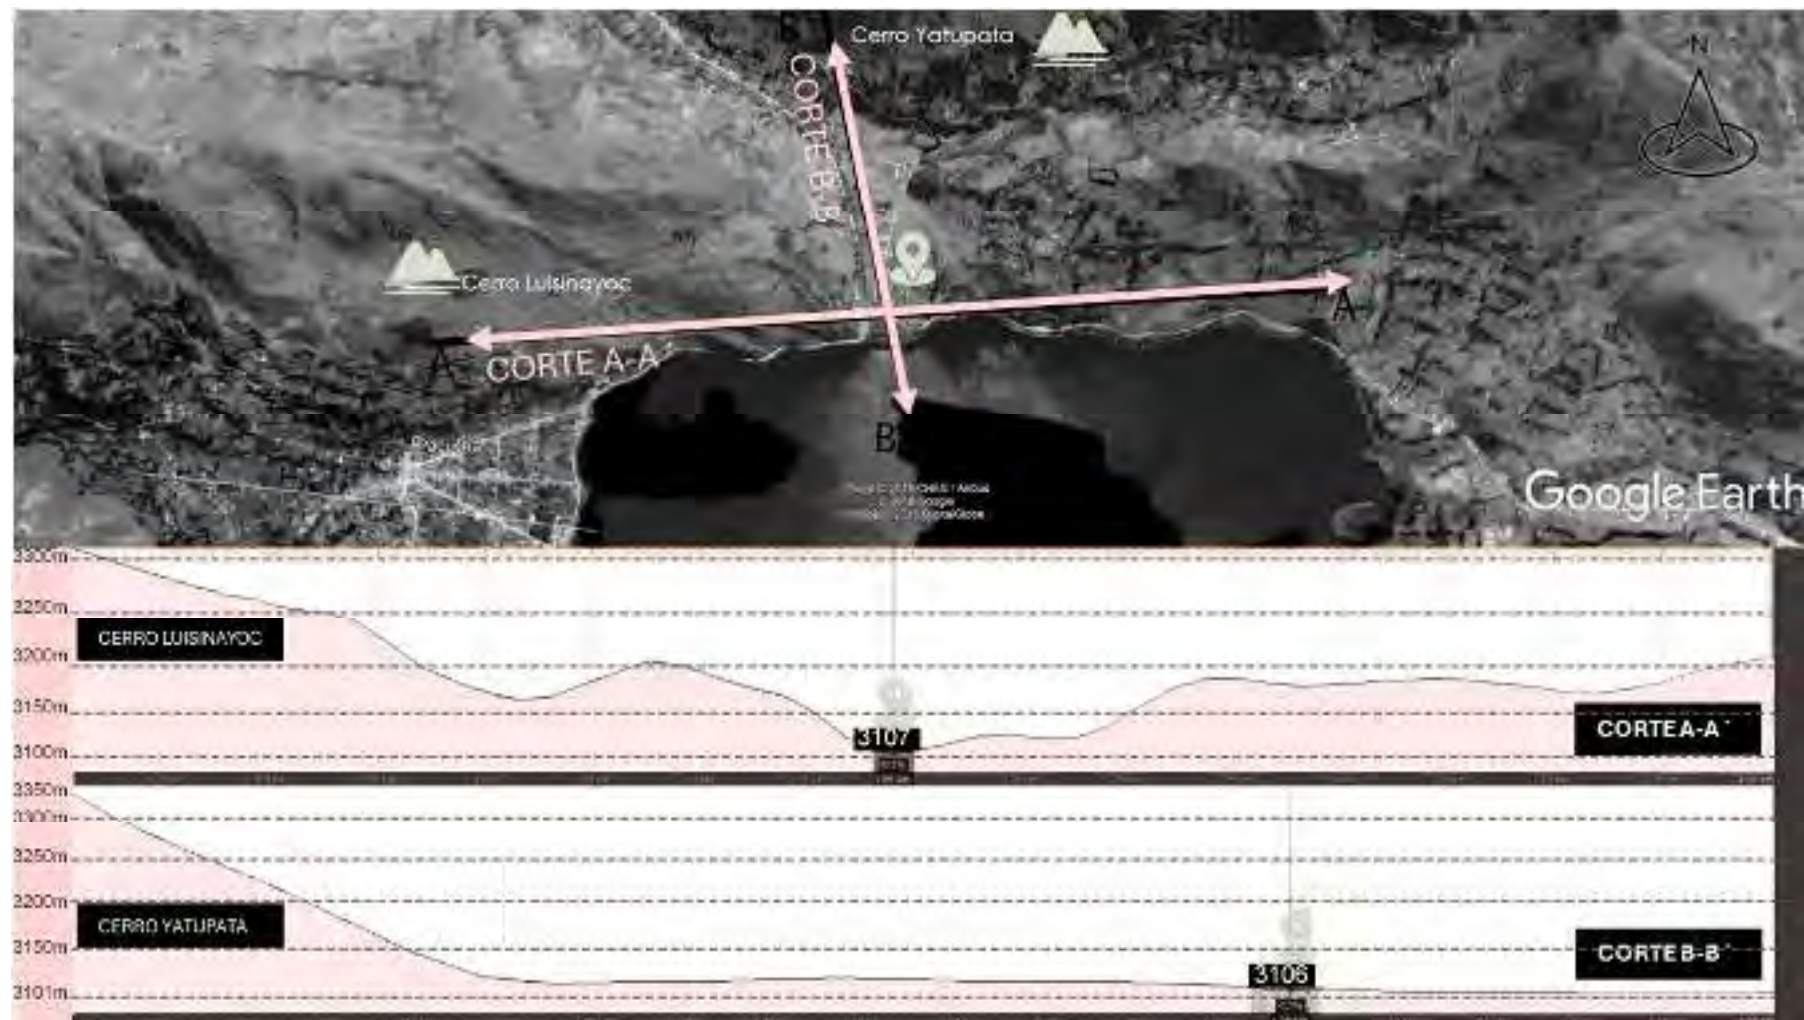 B
Cerro Yatupata
N
CORTE B-B
Cerro Luisinayoc
A
A
CORTE A-A´
B
Google Earth
3300m
3250m
CERRO LUISINAYOC
3200m
3150m
CORTE A-A´
3107
3100m
3350m
3300m
3250m
3200m
CERRO YATUPATA
3150m
CORTE B-B´
3106
3101m